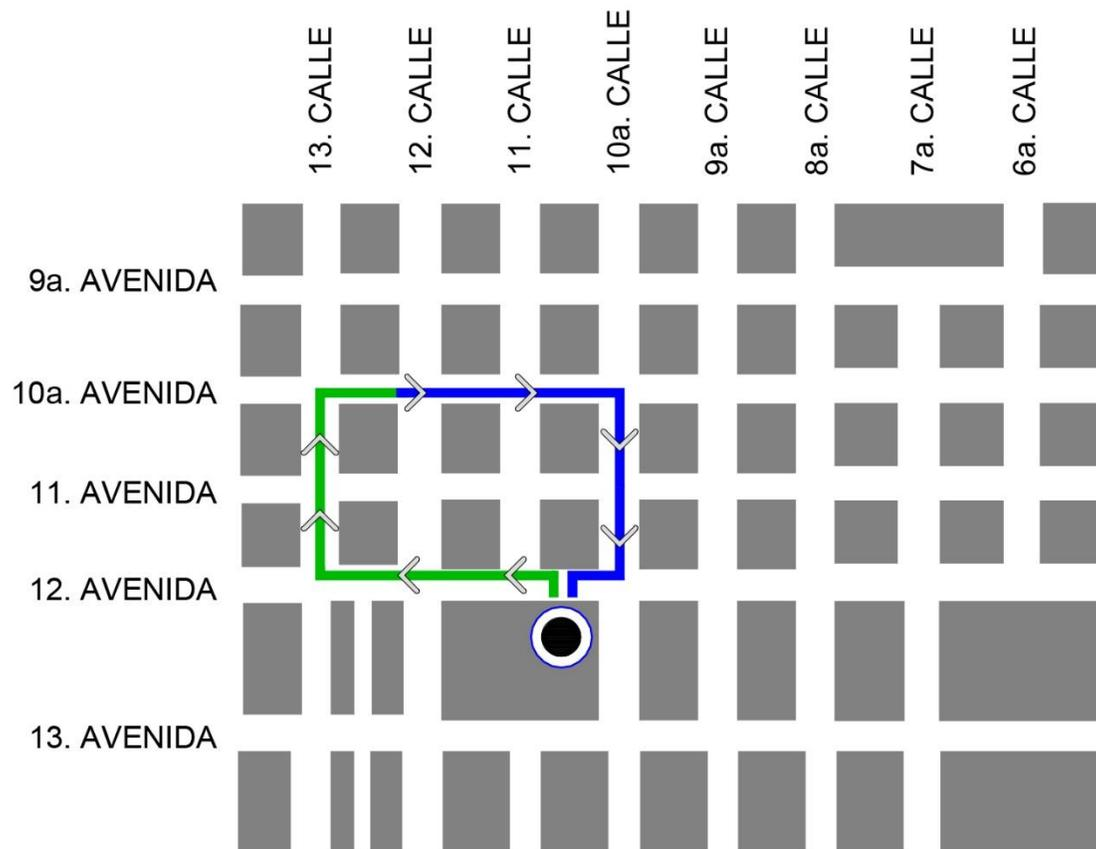 13. CALLE
12. CALLE
11. CALLE
10a. CALLE
9a. CALLE
8a. CALLE
7a. CALLE
6a. CALLE
9a. AVENIDA
10a. AVENIDA
11. AVENIDA
12. AVENIDA
13. AVENIDA